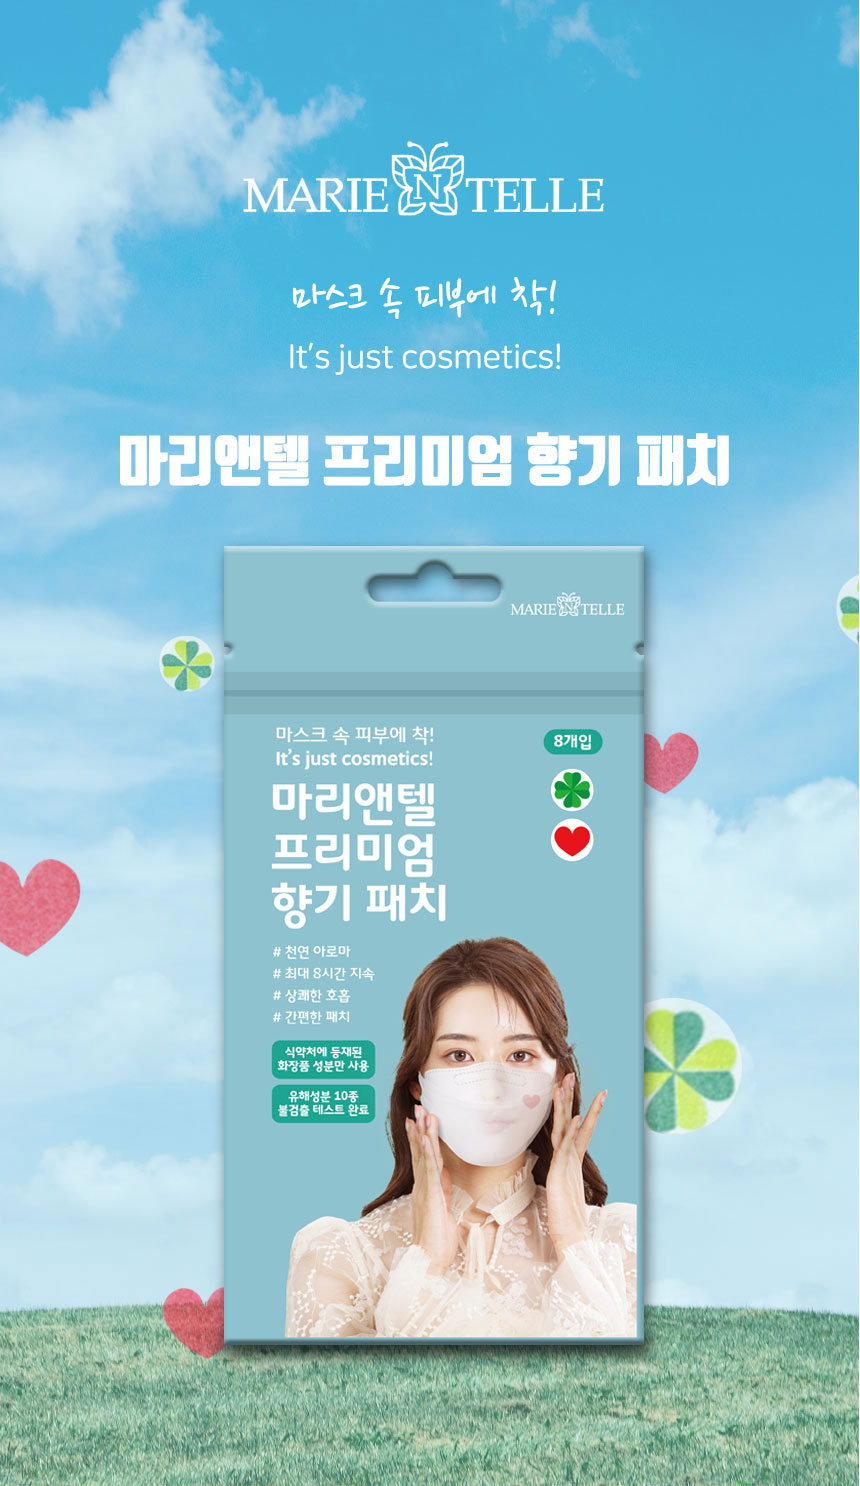 MARIE N TELLE
마스크 속 피부에 착!
It's just cosmetics!
마리앤텔 프리미엄 향기 패치
MARIE N TELLE
마스크 속 피부에 착!
It's just cosmetics!
8개입
마리앤텔
프리미엄
향기 패치
# 천연 아로마
# 최대 8시간 지속
# 상쾌한 호흡
# 간편한 패치
식약처에 등재된
화장품 성분만 사용
유해성분 10종
불검출 테스트 완료